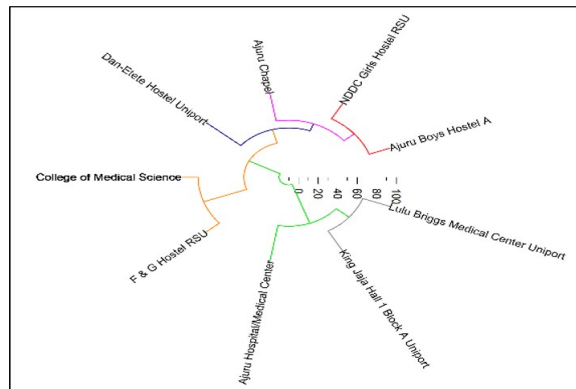 Ajuru Chapel
NDDC Girls Hostel RSU
Dan-Etete Hostel Uniport
Ajuru Boys Hostel A
College of Medical Science
0 20 40 60 80 100
Lulu Briggs Medical Center Uniport
F & G Hostel RSU
King Jaja Hall 1 Block A Uniport
Ajuru Hospital/Medical Center